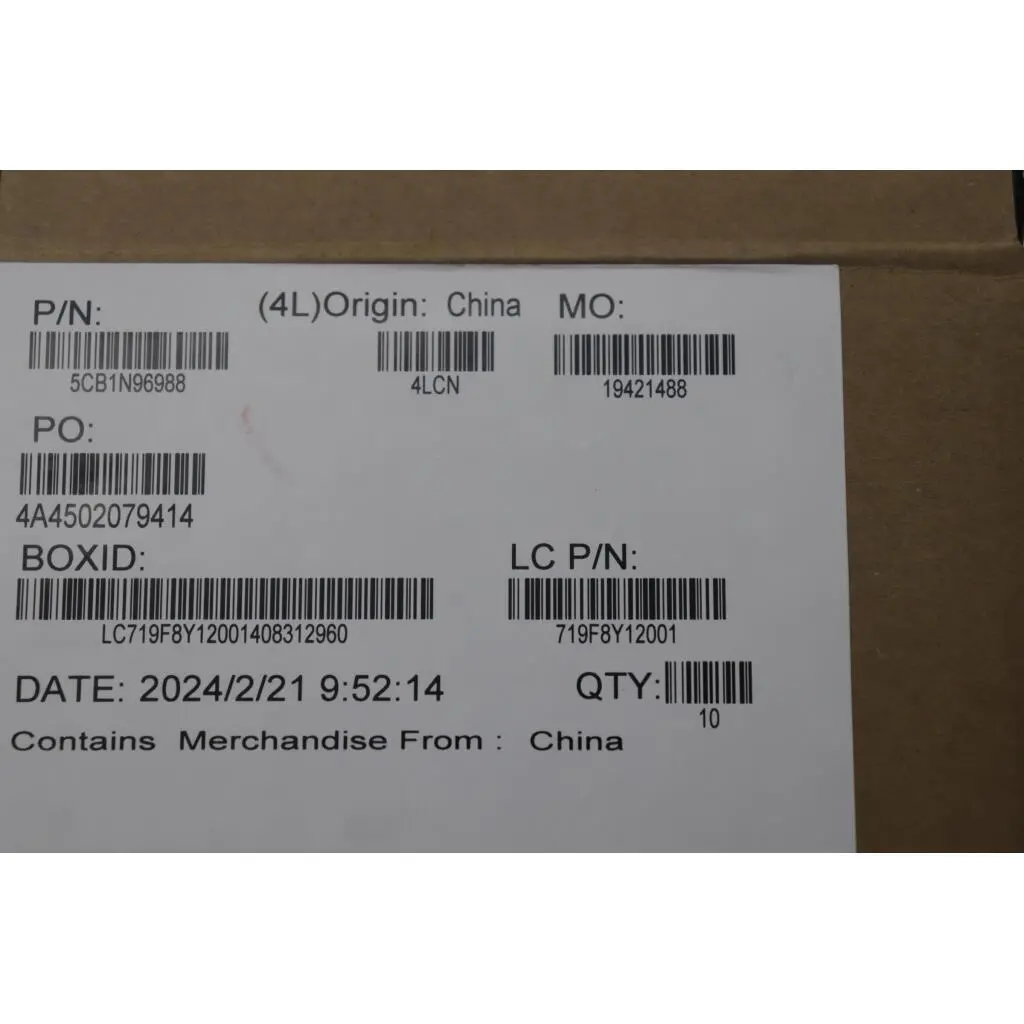 P/N: (4L)Origin: China MO:
5CB1N96988 4LCN 19421488
PO:
4A4502079414
BOXID: LC P/N:
LC719F8Y12001408312960 719F8Y12001
DATE: 2024/2/21 9:52:14 QTY:
10
Contains Merchandise From : China